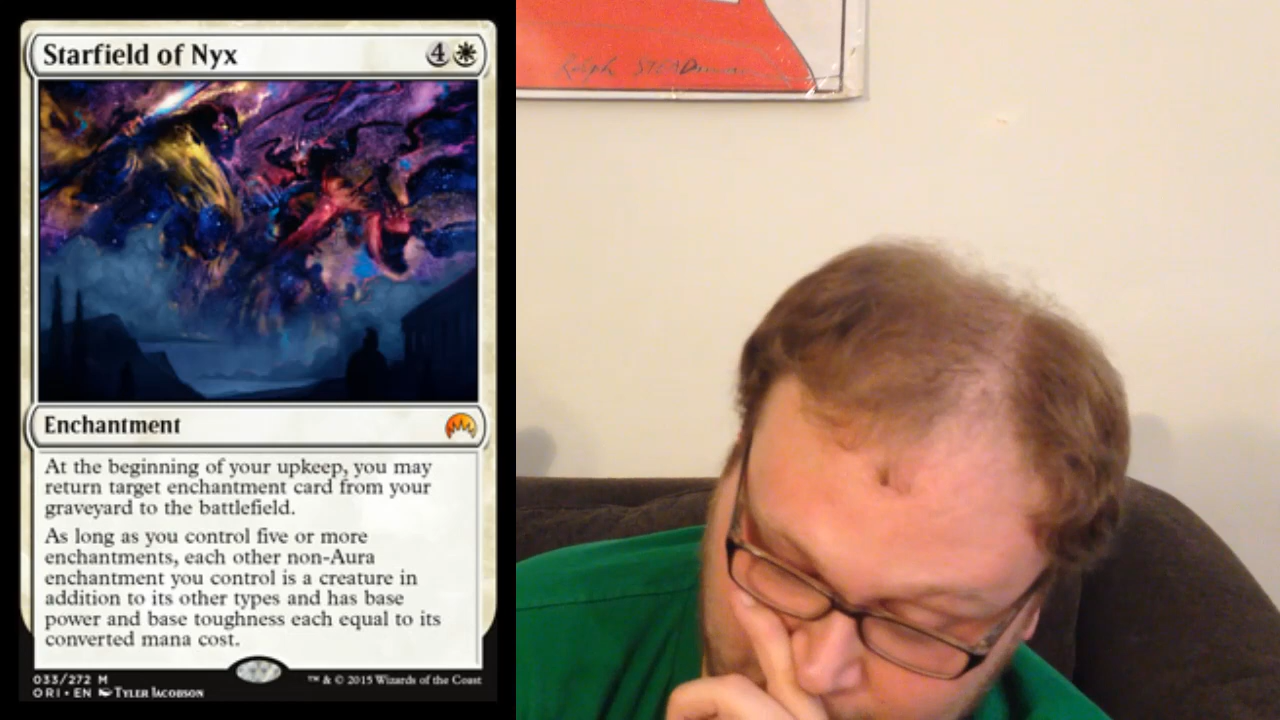 Starfield of Nyx 4
Enchantment
At the beginning of your upkeep, you may
return target enchantment card from your
graveyard to the battlefield.
As long as you control five or more
enchantments, each other non-Aura
enchantment you control is a creature in
addition to its other types and has base
power and base toughness each equal to its
converted mana cost.
033/272 M
ORI • EN Tyler Jacobson
™ & © 2015 Wizards of the Coast
Ralph STEADman